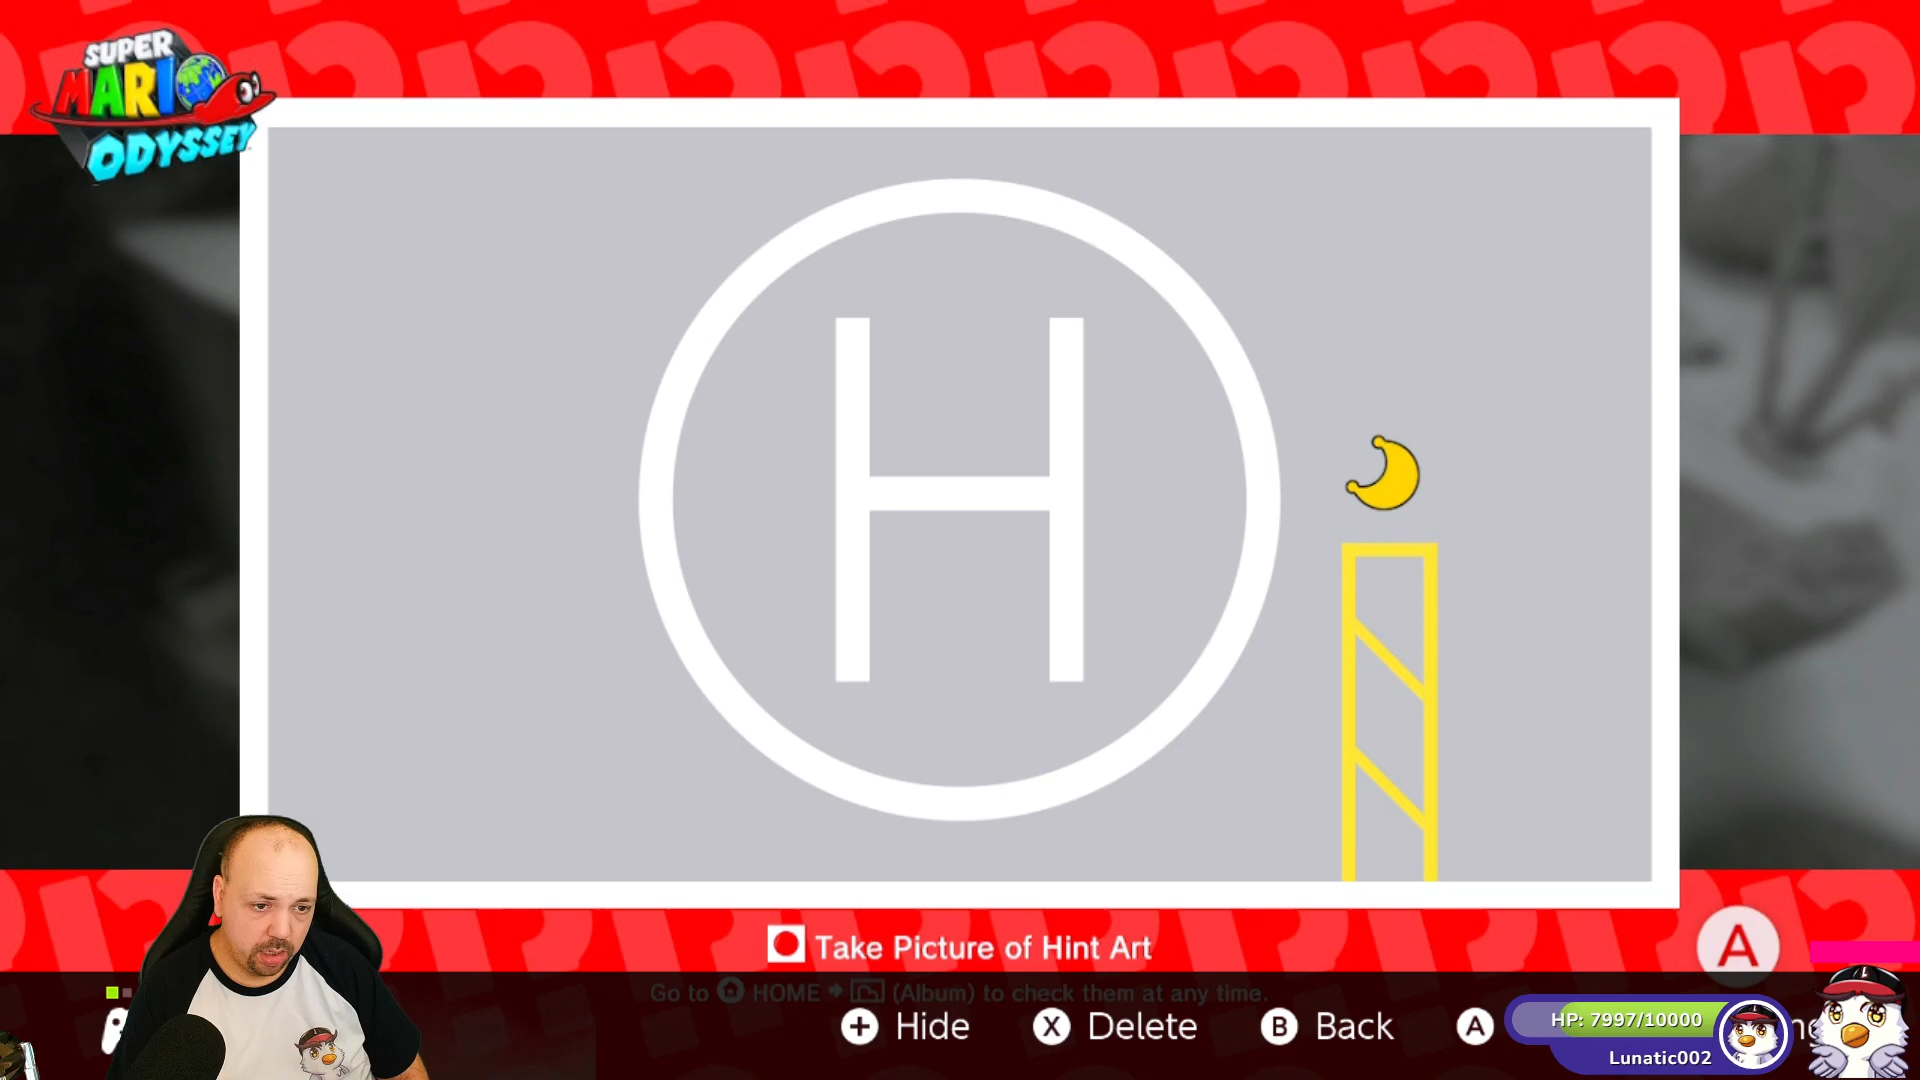 SUPER
MARIO
ODYSSEY
H
Take Picture of Hint Art
A
Go to HOME (Album) to check them at any time.
+ Hide
X Delete
B Back
A
HP: 7997/10000
Lunatic002